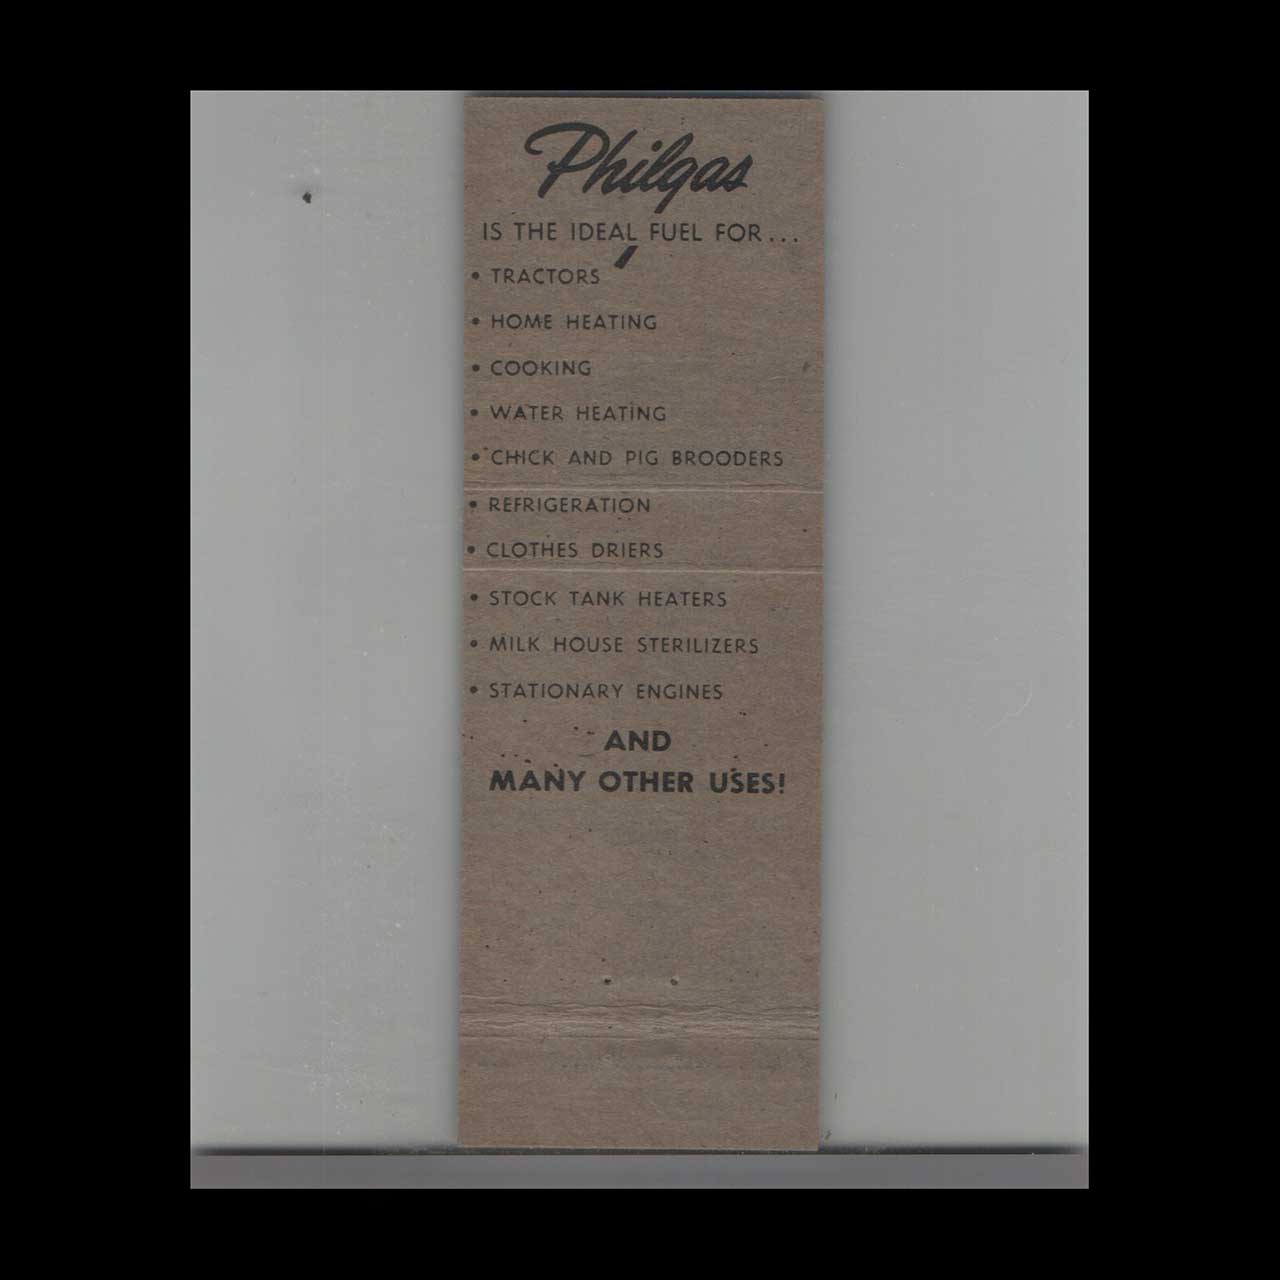 Philgas
IS THE IDEAL FUEL FOR...
• TRACTORS
• HOME HEATING
• COOKING
• WATER HEATING
• CHICK AND PIG BROODERS
• REFRIGERATION
• CLOTHES DRIERS
• STOCK TANK HEATERS
• MILK HOUSE STERILIZERS
• STATIONARY ENGINES
AND
MANY OTHER USES!